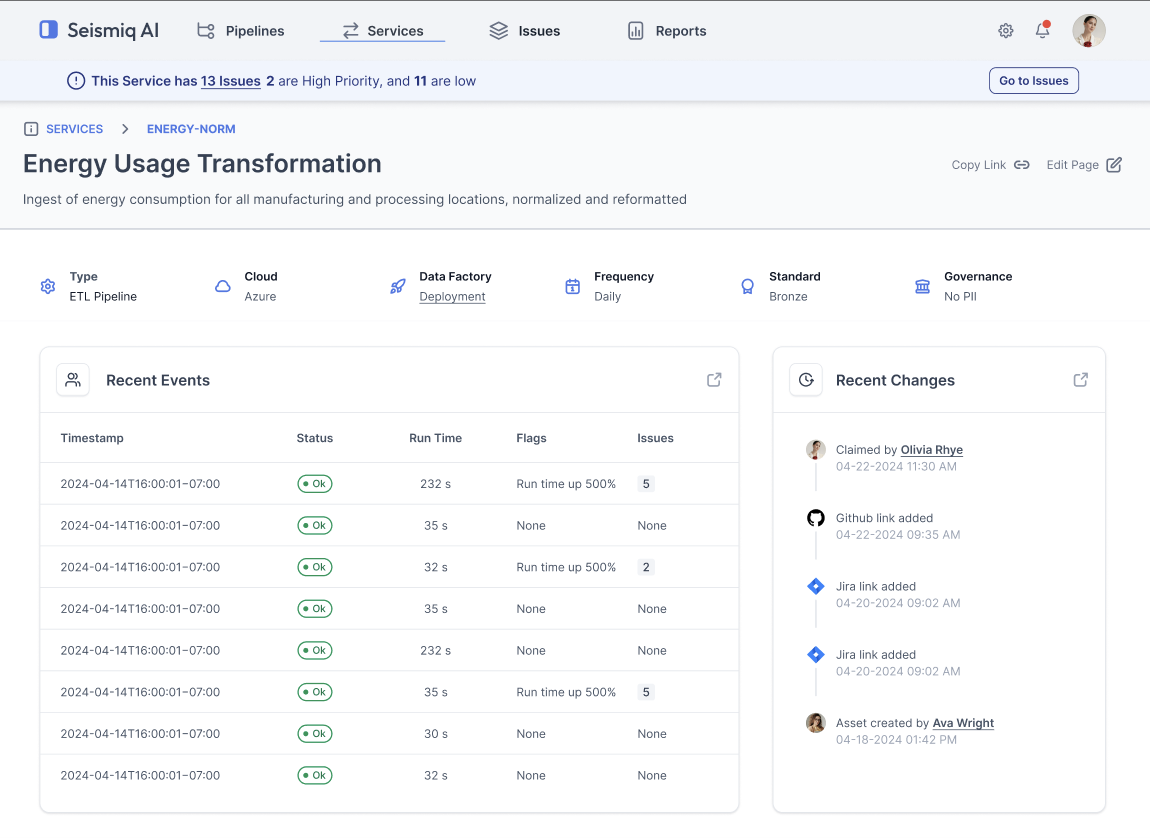 Seismiq AI Pipelines Services Issues Reports
This Service has 13 Issues 2 are High Priority, and 11 are low Go to Issues
SERVICES ENERGY-NORM
Energy Usage Transformation
Copy Link Edit Page
Ingest of energy consumption for all manufacturing and processing locations, normalized and reformatted
Type
ETL Pipeline
Cloud
Azure
Data Factory
Deployment
Frequency
Daily
Standard
Bronze
Governance
No PII
Recent Events
Timestamp Status Run Time Flags Issues
2024-04-14T16:00:01-07:00 Ok 232 s Run time up 500% 5
2024-04-14T16:00:01-07:00 Ok 35 s None None
2024-04-14T16:00:01-07:00 Ok 32 s Run time up 500% 2
2024-04-14T16:00:01-07:00 Ok 35 s None None
2024-04-14T16:00:01-07:00 Ok 232 s None None
2024-04-14T16:00:01-07:00 Ok 35 s Run time up 500% 5
2024-04-14T16:00:01-07:00 Ok 30 s None None
2024-04-14T16:00:01-07:00 Ok 32 s None None
Recent Changes
Claimed by Olivia Rhye
04-22-2024 11:30 AM
Github link added
04-22-2024 09:35 AM
Jira link added
04-20-2024 09:02 AM
Jira link added
04-20-2024 09:02 AM
Asset created by Ava Wright
04-18-2024 01:42 PM